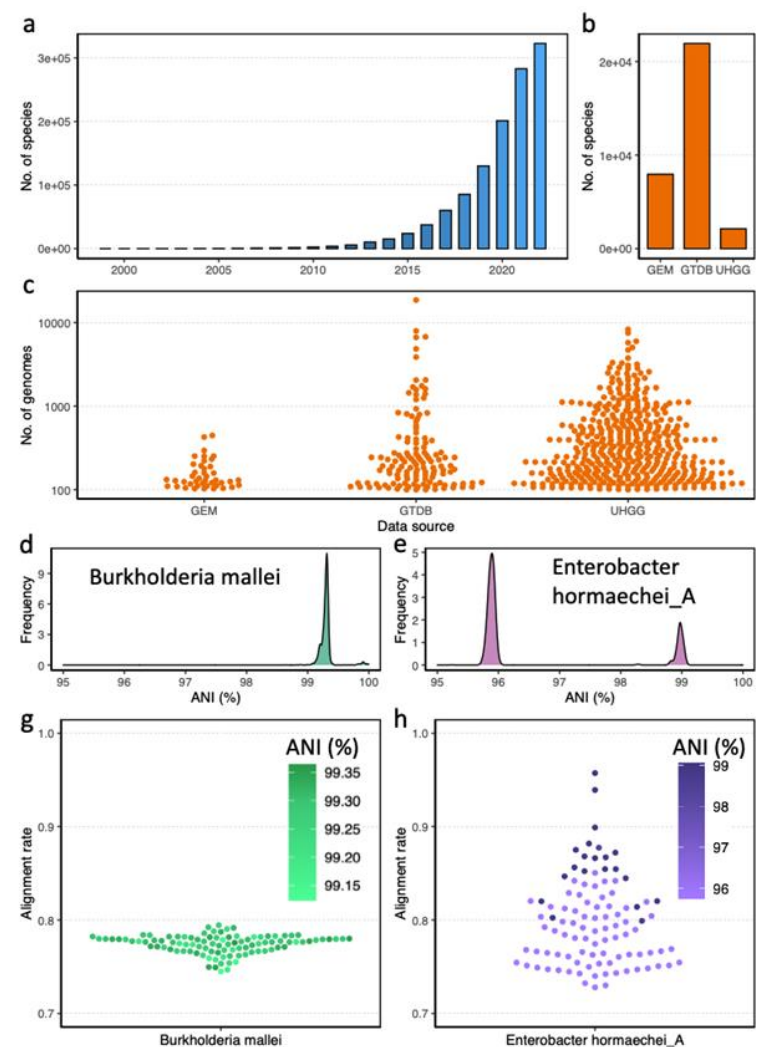 a
No. of species
3e+05
2e+05
1e+05
0e+00
2000 2005 2010 2015 2020
b
No. of species
2e+04
1e+04
0e+00
GEM GTDB UHGG
c
No. of genomes
10000
1000
100
GEM GTDB UHGG
Data source
d
Burkholderia mallei
Frequency
9
6
3
0
95 96 97 98 99 100
ANI (%)
e
Enterobacter
hormaechei_A
Frequency
5
4
3
2
1
0
95 96 97 98 99 100
ANI (%)
g
ANI (%)
99.35
99.30
99.25
99.20
99.15
Alignment rate
1.0
0.9
0.8
0.7
Burkholderia mallei
h
ANI (%)
99
98
97
96
Alignment rate
1.0
0.9
0.8
0.7
Enterobacter hormaechei_A